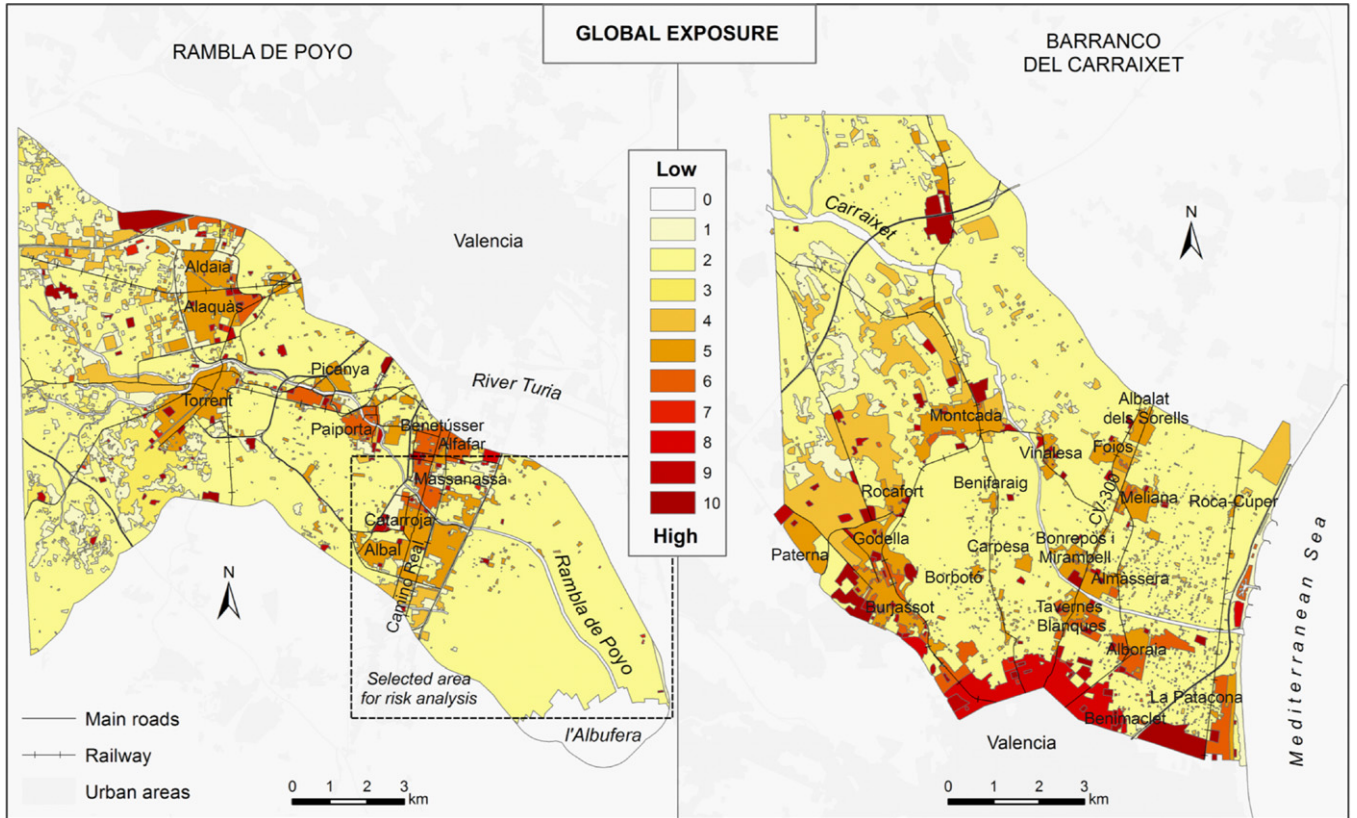 GLOBAL EXPOSURE
RAMBLA DE POYO
BARRANCO
DEL CARRAIXET
Low
0
1
2
3
4
5
6
7
8
9
10
High
Valencia
River Turia
Aldaia
Alaquàs
Picanya
Torrent
Paiporta
Benetússer
Alfafar
Massanassa
Catarroja
Albal
Camino Real
Rambla de Poyo
Selected area
for risk analysis
l'Albufera
N
Main roads
Railway
Urban areas
0 1 2 3
km
Carraixet
N
Montcada
Albalat
dels Sorells
Foios
Vinalesa
Rocafort
Benifaraig
CV-300
Meliana
Roca-Cuper
Godella
Paterna
Carpesa
Bonrepòs i
Mirambell
Borbotó
Almàssera
Burjassot
Tavernes
Blanques
Alboraia
La Patacona
Benimaclet
Valencia
Mediterranean Sea
0 1 2 3
km